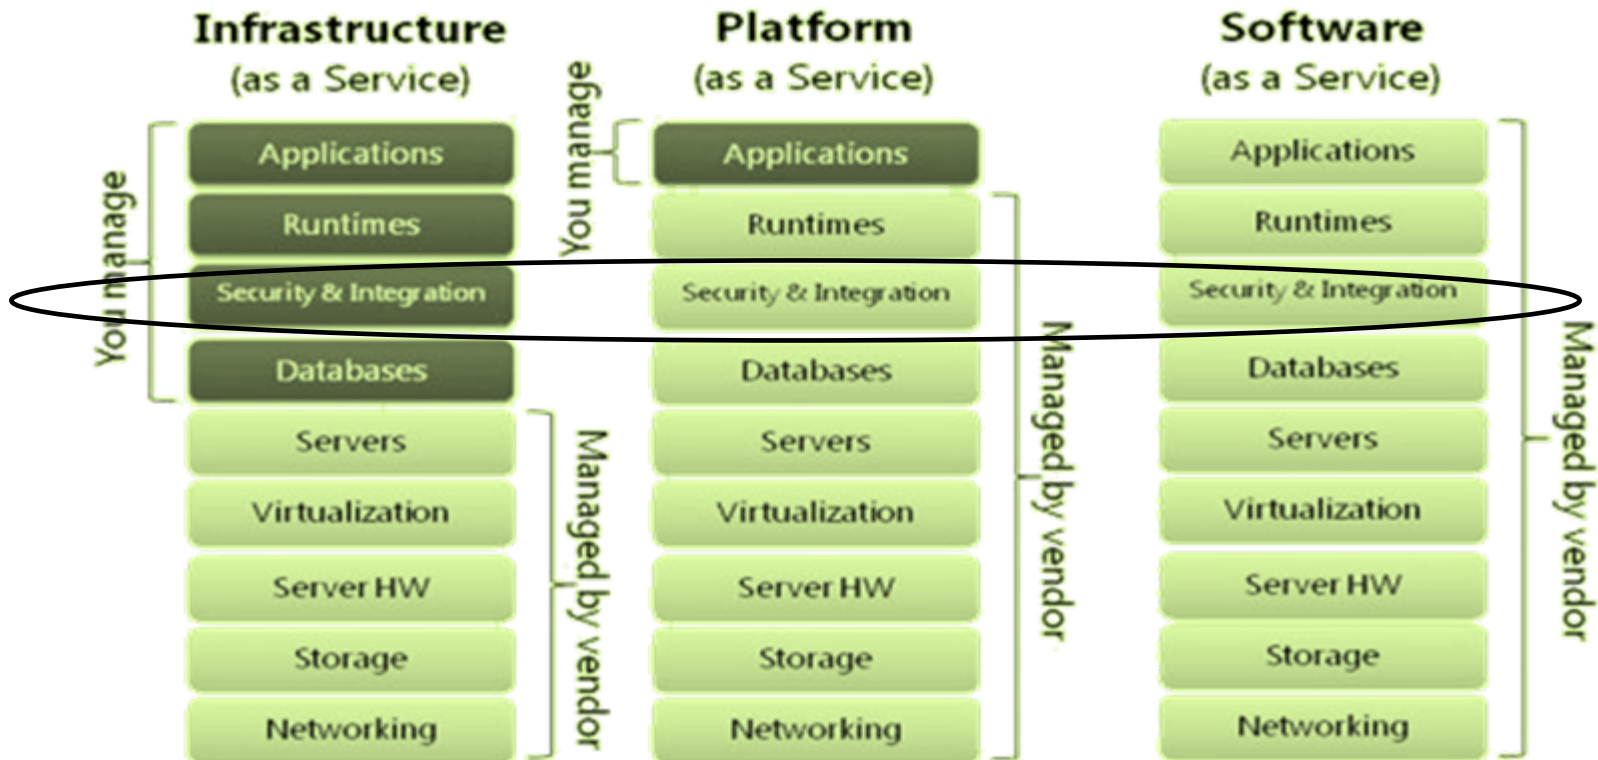 Infrastructure
(as a Service)
You manage
Applications
Runtimes
Security & Integration
Databases
Servers
Virtualization
Server HW
Storage
Networking
Managed by vendor
Platform
(as a Service)
You manage
Applications
Runtimes
Security & Integration
Databases
Servers
Virtualization
Server HW
Storage
Networking
Managed by vendor
Software
(as a Service)
Applications
Runtimes
Security & Integration
Databases
Servers
Virtualization
Server HW
Storage
Networking
Managed by vendor